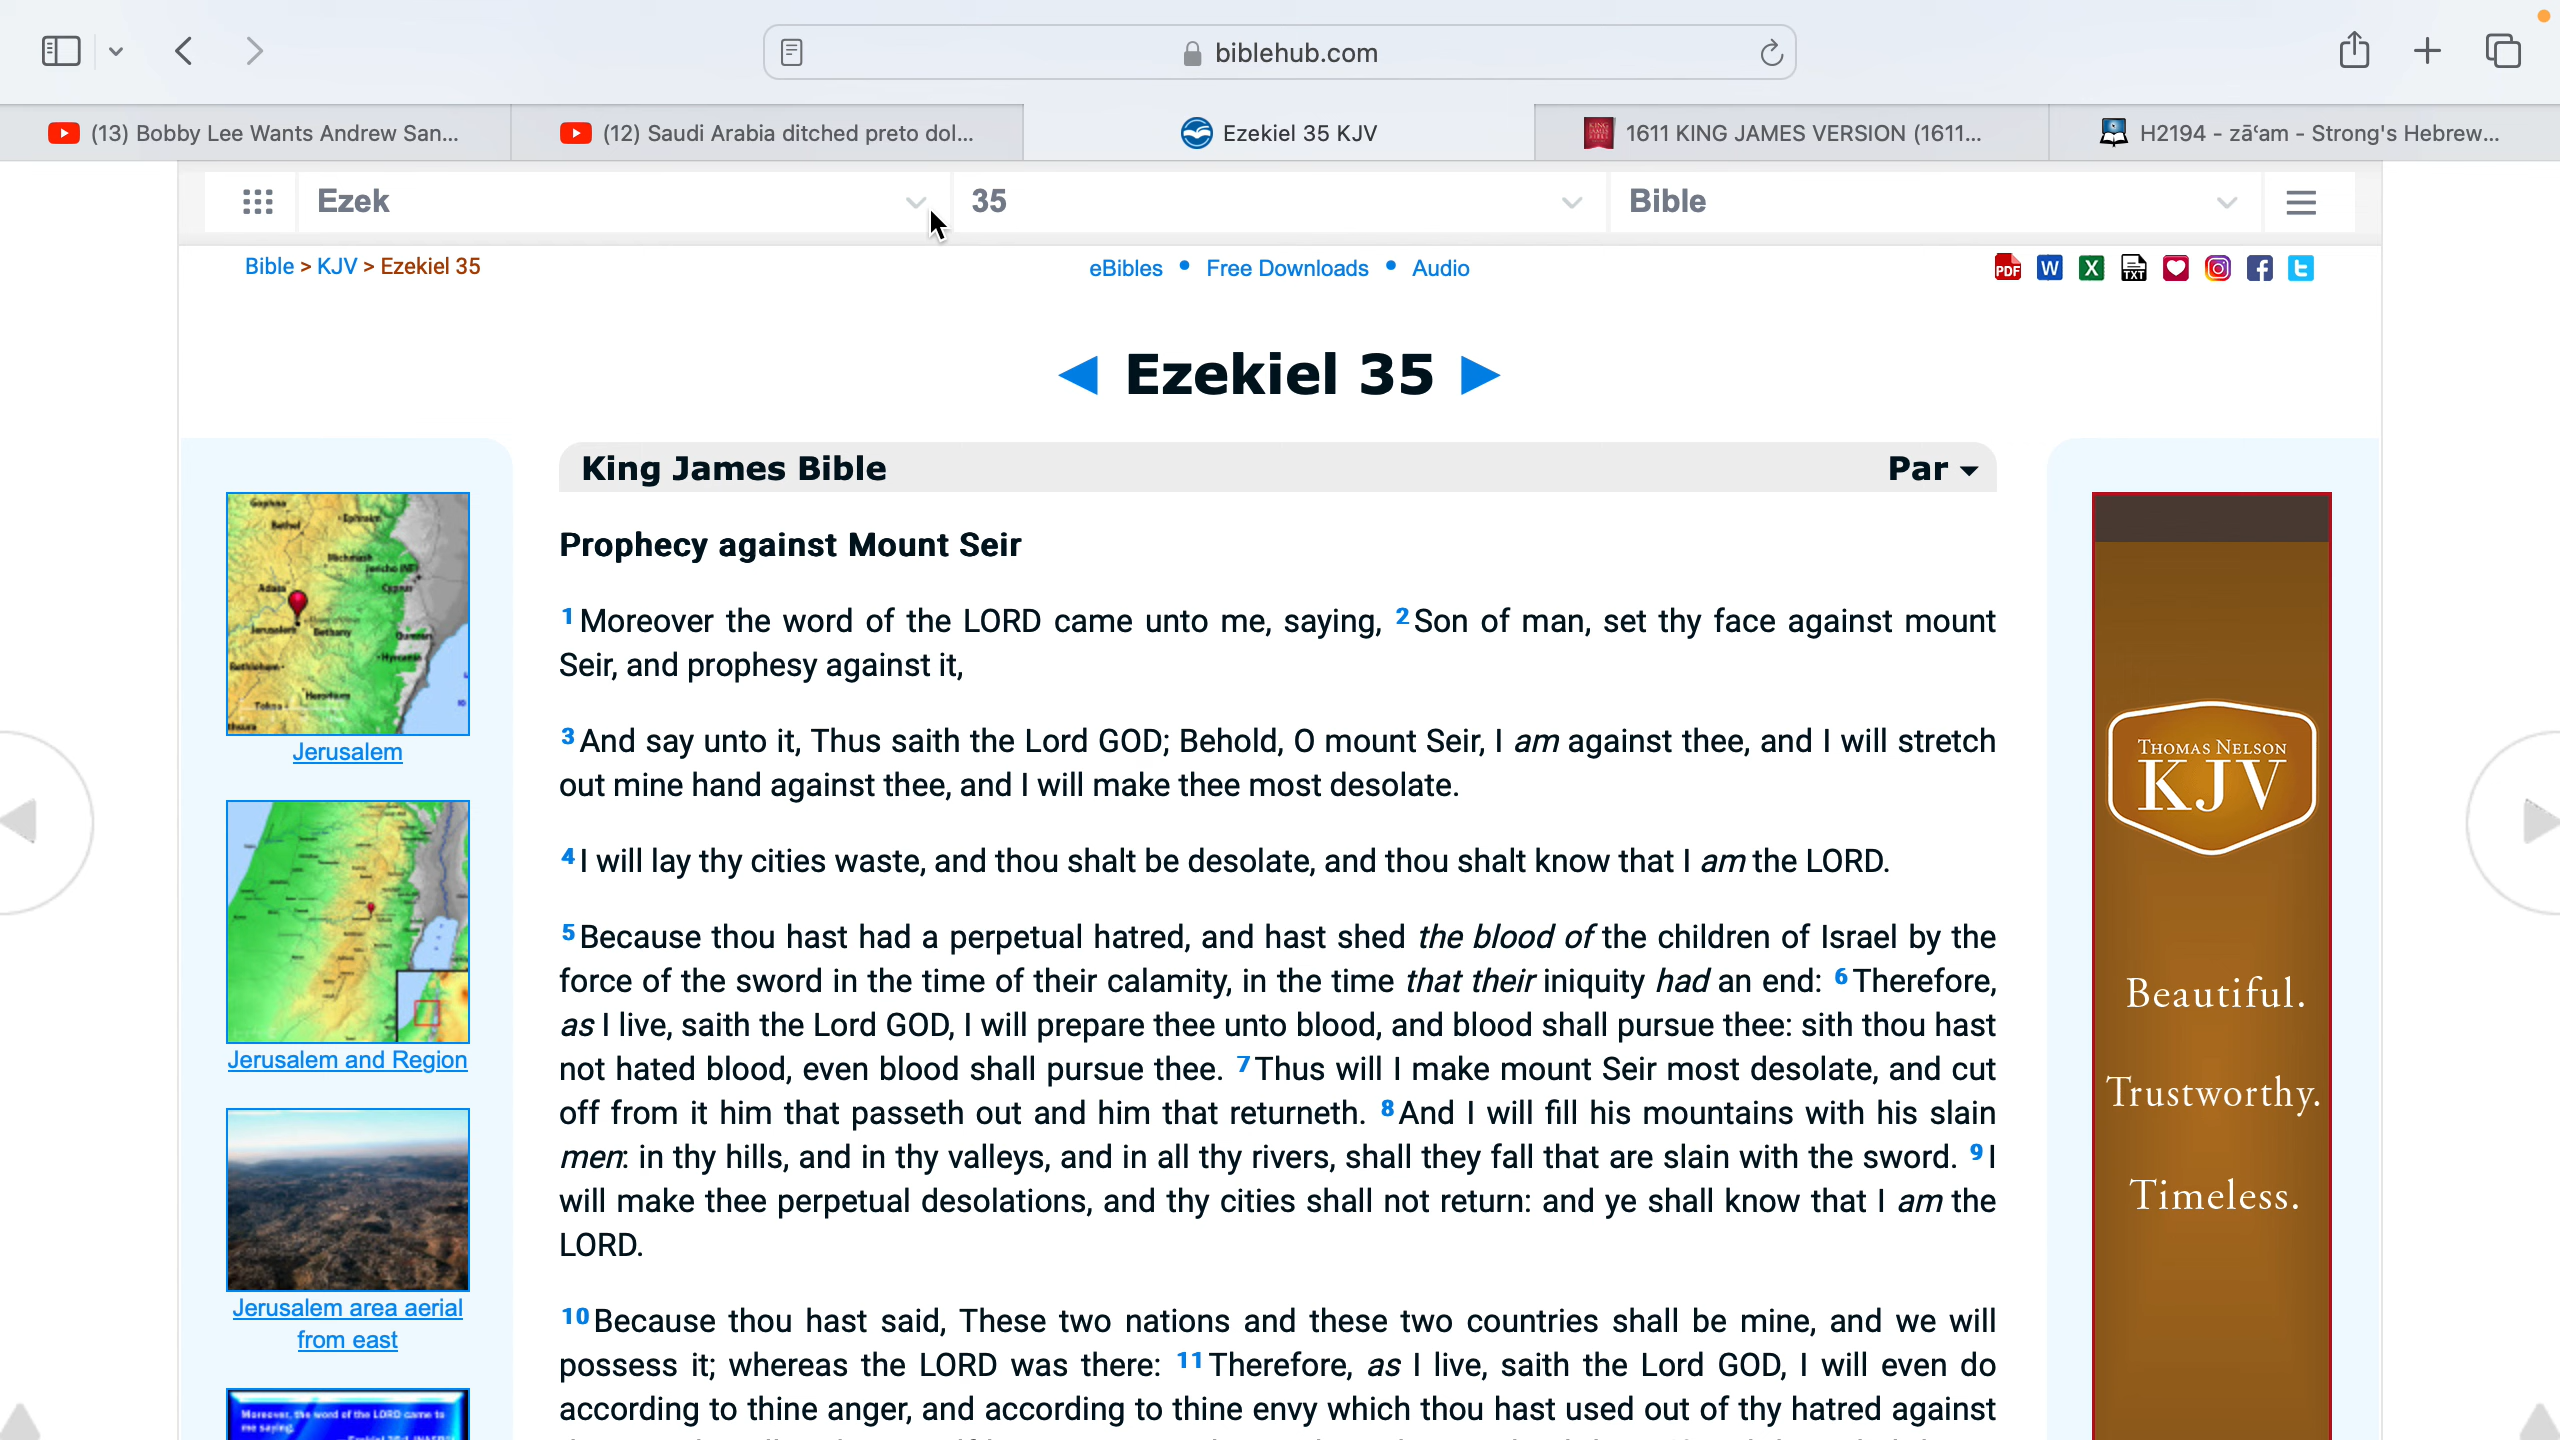 biblehub.com
(13) Bobby Lee Wants Andrew San...
(12) Saudi Arabia ditched preto dol...
Ezekiel 35 KJV
1611 KING JAMES VERSION (1611...
H2194 - zāʿam - Strong's Hebrew...
Ezek
35
Bible
Bible > KJV > Ezekiel 35
eBibles • Free Downloads • Audio
PDF W X TXT
◄ Ezekiel 35 ►
King James Bible
Par
Prophecy against Mount Seir
1 Moreover the word of the LORD came unto me, saying, 2 Son of man, set thy face against mount
Seir, and prophesy against it,
3 And say unto it, Thus saith the Lord GOD; Behold, O mount Seir, I am against thee, and I will stretch
out mine hand against thee, and I will make thee most desolate.
4 I will lay thy cities waste, and thou shalt be desolate, and thou shalt know that I am the LORD.
5 Because thou hast had a perpetual hatred, and hast shed the blood of the children of Israel by the
force of the sword in the time of their calamity, in the time that their iniquity had an end: 6 Therefore,
as I live, saith the Lord GOD, I will prepare thee unto blood, and blood shall pursue thee: sith thou hast
not hated blood, even blood shall pursue thee. 7 Thus will I make mount Seir most desolate, and cut
off from it him that passeth out and him that returneth. 8 And I will fill his mountains with his slain
men: in thy hills, and in thy valleys, and in all thy rivers, shall they fall that are slain with the sword. 9 I
will make thee perpetual desolations, and thy cities shall not return: and ye shall know that I am the
LORD.
10 Because thou hast said, These two nations and these two countries shall be mine, and we will
possess it; whereas the LORD was there: 11 Therefore, as I live, saith the Lord GOD, I will even do
according to thine anger, and according to thine envy which thou hast used out of thy hatred against
Jerusalem
Jerusalem and Region
Jerusalem area aerial
from east
Moreover, the word of the LORD came to
me saying,
THOMAS NELSON
KJV
Beautiful.
Trustworthy.
Timeless.